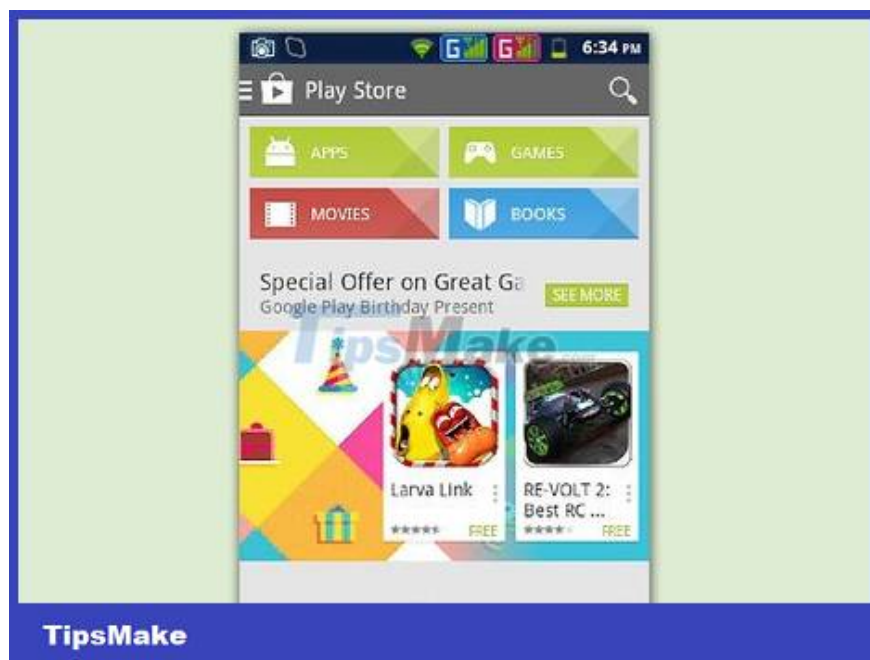 G G 6:34 PM
Play Store
APPS GAMES
MOVIES BOOKS
Special Offer on Great Ga
SEE MORE
Google Play Birthday Present
TipsMake.com
Larva Link
RE-VOLT 2:
Best RC ...
FREE FREE
TipsMake